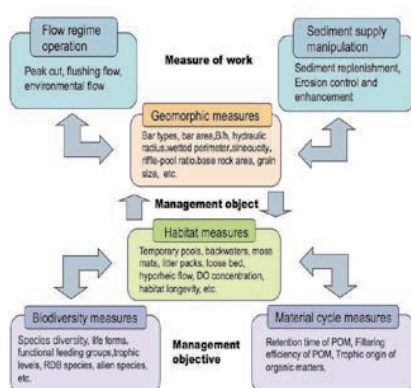 Flow regime
operation
Peak cut, flushing flow,
environmental flow
Measure of work
Sediment supply
manipulation
Sediment replenishment,
Erosion control and
enhancement
Geomorphic measures
Bar types, bar area,B/h, hydraulic
radius,wetted perimeter,sineoucity,
riffle-pool ratio,base rock area, grain
size, etc.
Management object
Habitat measures
Temporary pools, backwaters, moss
mats, litter packs, loose bed,
hyporheic flow, DO concentration,
habitat longevity, etc.
Biodiversity measures
Species diversity, life forms,
functional feeding groups,trophic
levels, RDB species, alien species,
etc.
Management
objective
Material cycle measures
Retention time of POM, Filtering
efficiency of POM, Trophic origin of
organic matters,